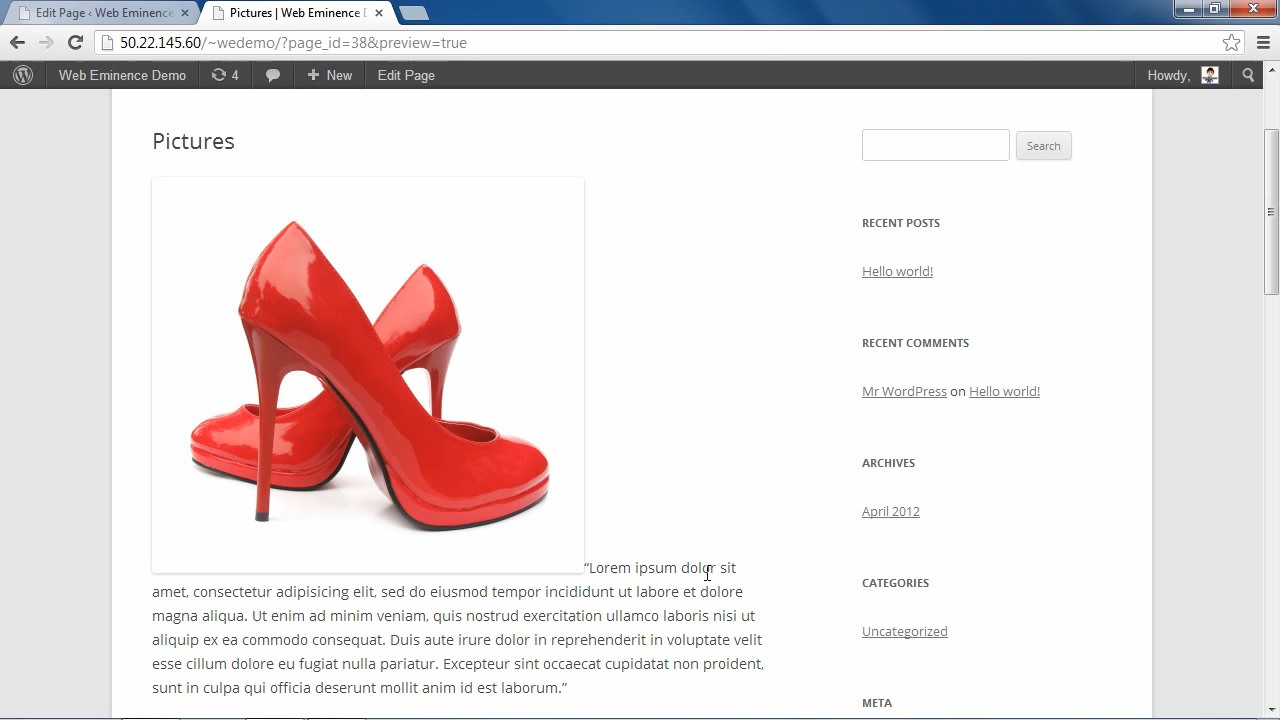 Edit Page ‹ Web Eminence
Pictures | Web Eminence
50.22.145.60/~wedemo/?page_id=38&preview=true
Web Eminence Demo 4 New Edit Page Howdy,
Pictures
Search
RECENT POSTS
Hello world!
RECENT COMMENTS
Mr WordPress on Hello world!
ARCHIVES
April 2012
CATEGORIES
Uncategorized
META
“Lorem ipsum dolor sit
amet, consectetur adipisicing elit, sed do eiusmod tempor incididunt ut labore et dolore
magna aliqua. Ut enim ad minim veniam, quis nostrud exercitation ullamco laboris nisi ut
aliquip ex ea commodo consequat. Duis aute irure dolor in reprehenderit in voluptate velit
esse cillum dolore eu fugiat nulla pariatur. Excepteur sint occaecat cupidatat non proident,
sunt in culpa qui officia deserunt mollit anim id est laborum.”